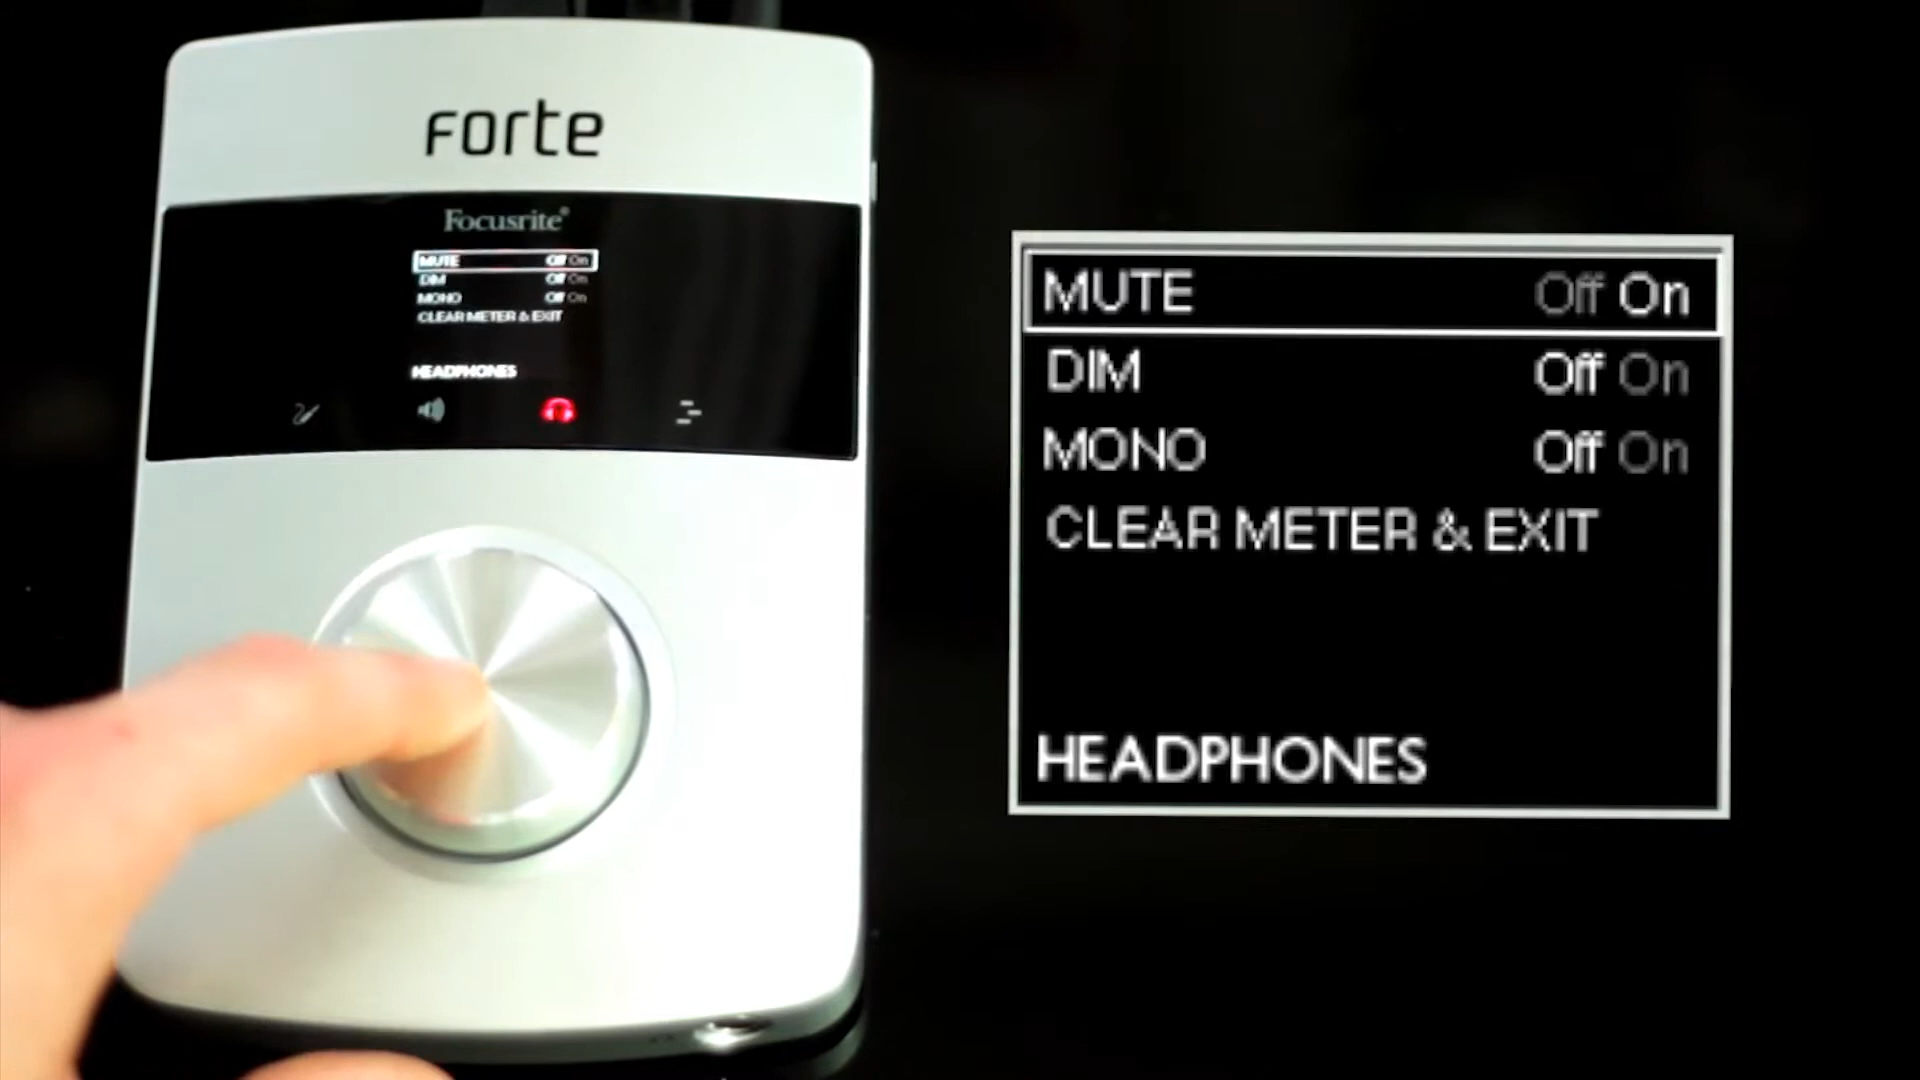 Forte
Focusrite®
MUTE Off On
DIM Off On
MONO Off On
CLEAR METER & EXIT
HEADPHONES
MUTE Off On
DIM Off On
MONO Off On
CLEAR METER & EXIT
HEADPHONES